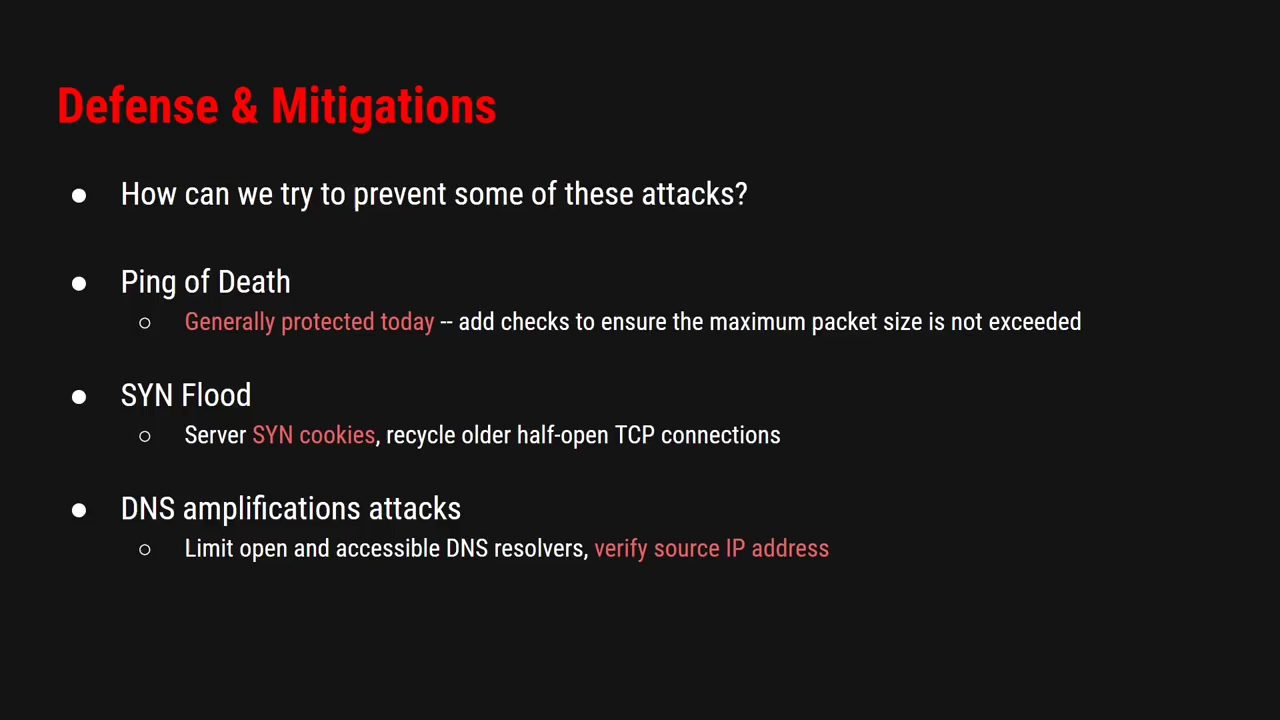 Defense & Mitigations
● How can we try to prevent some of these attacks?
● Ping of Death
○ Generally protected today -- add checks to ensure the maximum packet size is not exceeded
● SYN Flood
○ Server SYN cookies, recycle older half-open TCP connections
● DNS amplifications attacks
○ Limit open and accessible DNS resolvers, verify source IP address